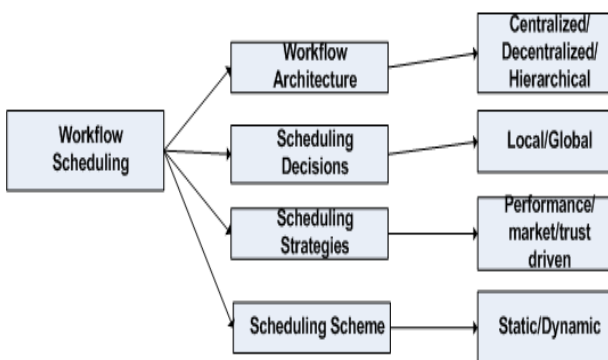 Workflow
Scheduling
Workflow
Architecture
Centralized/
Decentralized/
Hierarchical
Scheduling
Decisions
Local/Global
Scheduling
Strategies
Performance/
market/trust
driven
Scheduling Scheme
Static/Dynamic